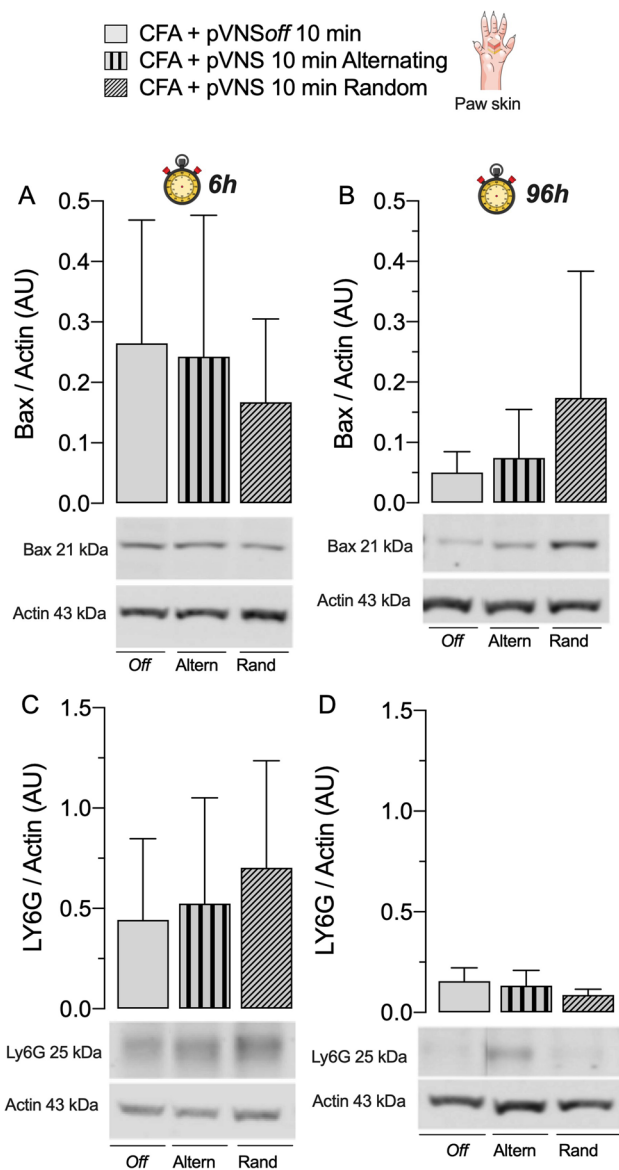 CFA + pVNSoff 10 min
CFA + pVNS 10 min Alternating
CFA + pVNS 10 min Random
Paw skin
A
6h
0.5
0.4
0.3
0.2
0.1
0.0
Bax / Actin (AU)
Bax 21 kDa
Actin 43 kDa
Off Altern Rand
B
96h
0.5
0.4
0.3
0.2
0.1
0.0
Bax / Actin (AU)
Bax 21 kDa
Actin 43 kDa
Off Altern Rand
C
1.5
1.0
0.5
0.0
LY6G / Actin (AU)
Ly6G 25 kDa
Actin 43 kDa
Off Altern Rand
D
1.5
1.0
0.5
0.0
LY6G / Actin (AU)
Ly6G 25 kDa
Actin 43 kDa
Off Altern Rand